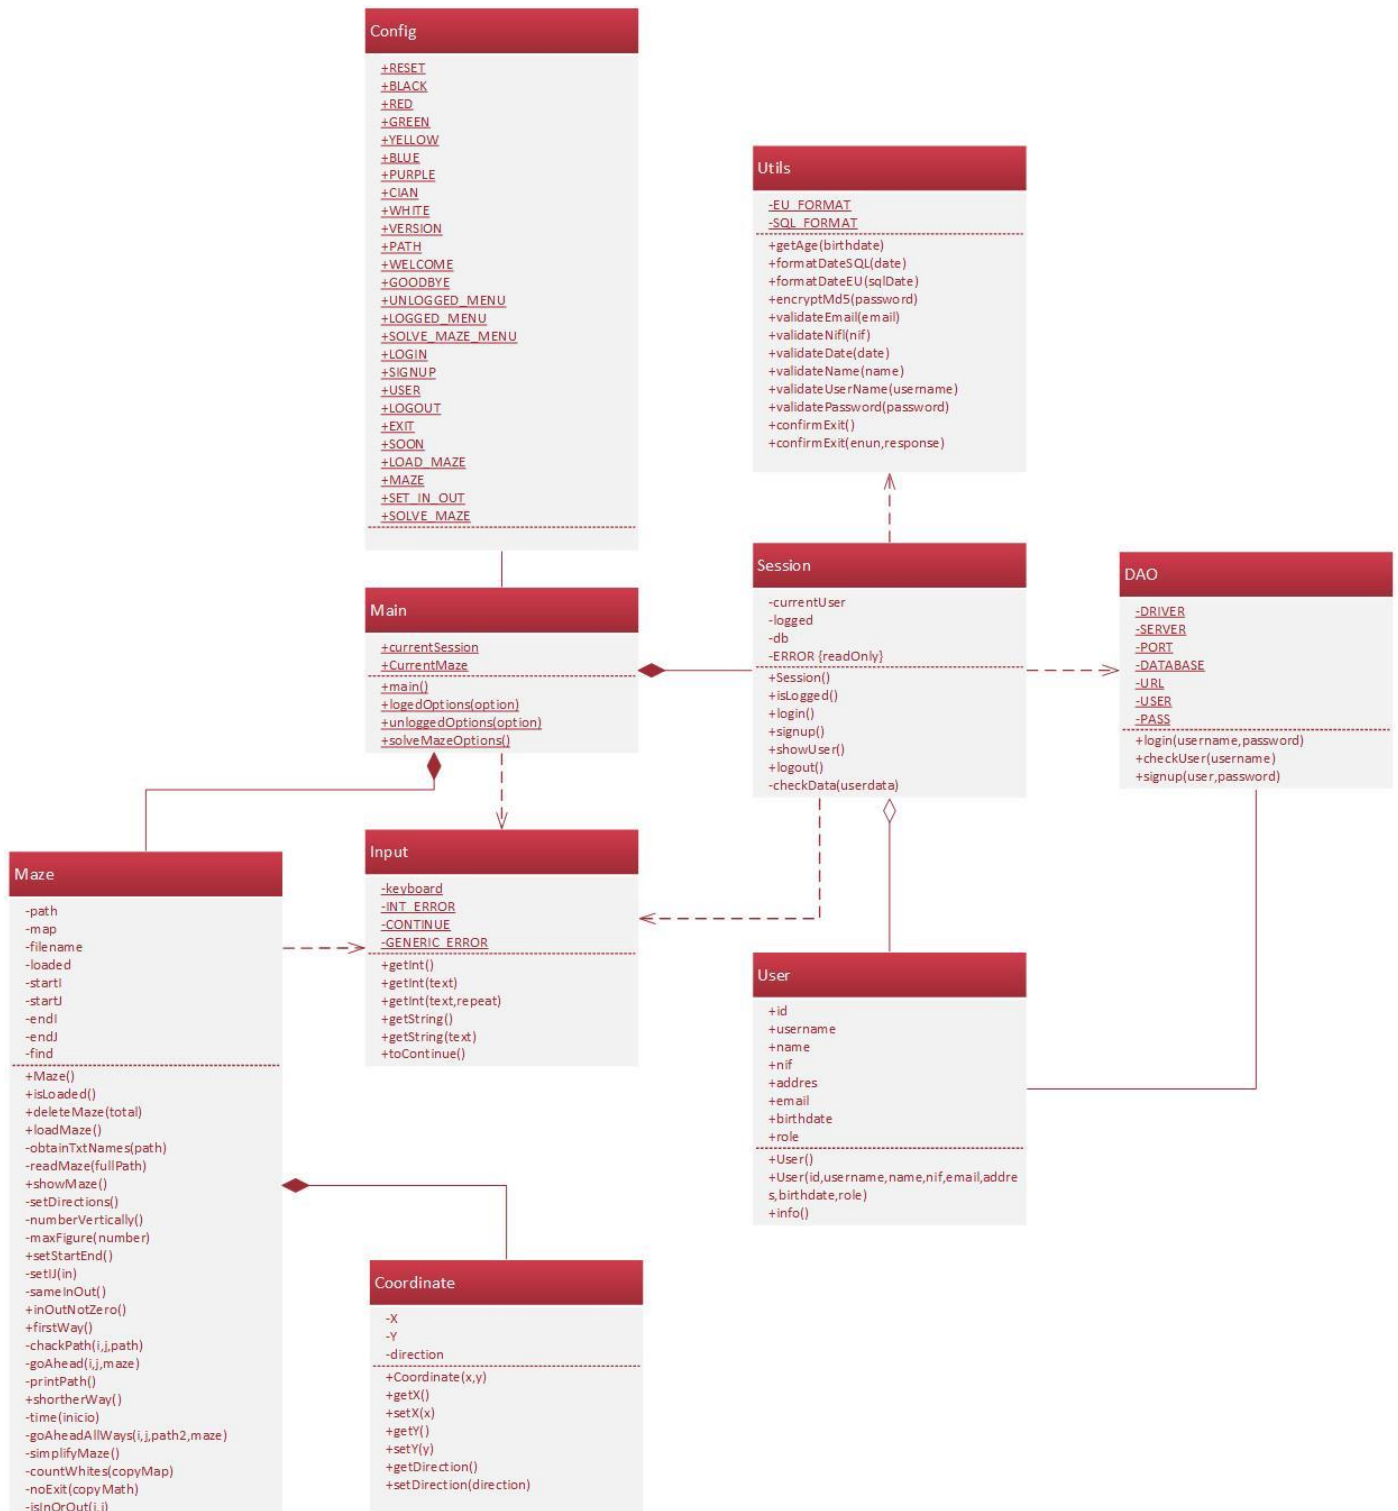 Config
+RESET
+BLACK
+RED
+GREEN
+YELLOW
+BLUE
+PURPLE
+CIAN
+WHITE
+VERSION
+PATH
+WELCOME
+GOODBYE
+UNLOGGED_MENU
+LOGGED_MENU
+SOLVE_MAZE_MENU
+LOGIN
+SIGNUP
+USER
+LOGOUT
+EXIT
+SOON
+LOAD_MAZE
+MAZE
+SET_IN_OUT
+SOLVE_MAZE
Utils
-EU_FORMAT
-SQL_FORMAT
+getAge(birthdate)
+formatDateSQL(date)
+formatDateEU(sqlDate)
+encryptMd5(password)
+validateEmail(email)
+validateNifl(nif)
+validateDate(date)
+validateName(name)
+validateUserName(username)
+validatePassword(password)
+confirmExit()
+confirmExit(enun,response)
Main
+currentSession
+CurrentMaze
+main()
+logedOptions(option)
+unloggedOptions(option)
+solveMazeOptions()
Session
-currentUser
-logged
-db
-ERROR {readOnly}
+Session()
+isLogged()
+login()
+signup()
+showUser()
+logout()
-checkData(userdata)
DAO
-DRIVER
-SERVER
-PORT
-DATABASE
-URL
-USER
-PASS
+login(username,password)
+checkUser(username)
+signup(user,password)
Maze
-path
-map
-filename
-loaded
-startI
-startJ
-endI
-endJ
-find
+Maze()
+isLoaded()
+deleteMaze(total)
+loadMaze()
-obtainTxtNames(path)
-readMaze(fullPath)
+showMaze()
-setDirections()
-numberVertically()
-maxFigure(number)
+setStartEnd()
-setIJ(in)
-sameInOut()
+inOutNotZero()
+firstWay()
-chackPath(i,j,path)
-goAhead(i,j,maze)
-printPath()
+shortherWay()
-time(inicio)
-goAheadAllWays(i,j,path2,maze)
-simplifyMaze()
-countWhites(copyMap)
-noExit(copyMath)
-isInOrOut(i,j)
Input
-keyboard
-INT_ERROR
-CONTINUE
-GENERIC_ERROR
+getInt()
+getInt(text)
+getInt(text,repeat)
+getString()
+getString(text)
+toContinue()
User
+id
+username
+name
+nif
+addres
+email
+birthdate
+role
+User()
+User(id,username,name,nif,email,addre
s,birthdate,role)
+info()
Coordinate
-X
-Y
-direction
+Coordinate(x,y)
+getX()
+setX(x)
+getY()
+setY(y)
+getDirection()
+setDirection(direction)